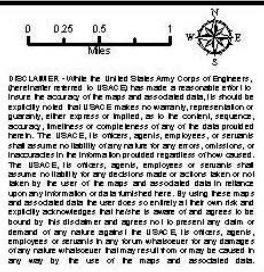 N
0 0.25 0.5 1
W E
Miles
S
DISCLAIMER - While the United States Army Corps of Engineers,
(hereinafter referred to USACE) has made a reasonable effort to
insure the accuracy of the maps and associated data, its should be
explicitly noted that USACE makes no warranty, representation or
guaranty, either express or implied, as to the content, sequence,
accuracy, timeliness or completeness of any of the data provided
herein. The USACE, its officers, agents, employees, or servants
shall assume no liability of any nature for any errors, omissions, or
inaccuracies in the information provided regardless of how caused.
The USACE, its officers, agents, employees or servants shall
assume no liability for any decisions made or actions taken or not
taken by the user of the maps and associated data in reliance
upon any information or data furnished here. By using these maps
and associated data the user does so entirely at their own risk and
explicitly acknowledges that he/she is aware of and agrees to be
bound by this disclaimer and agrees not to present any claim or
demand of any nature against the USACE, its officers, agents,
employees or servants in any forum whatsoever for any damages
of any nature whatsoever that may result from or may be caused in
any way by the use of the maps and associated data.